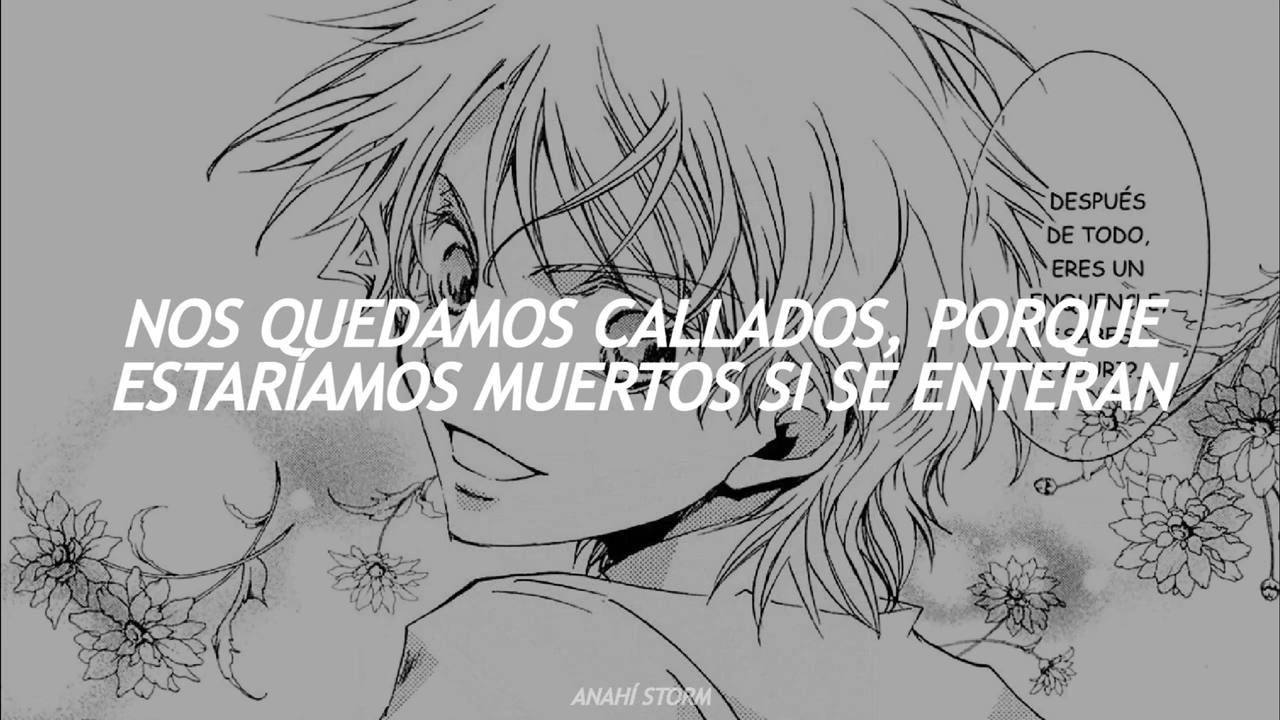 DESPUÉS
DE TODO,
ERES UN
NOS QUEDAMOS CALLADOS, PORQUE
ESTARÍAMOS MUERTOS SI SE ENTERAN
ANAHÍ STORM